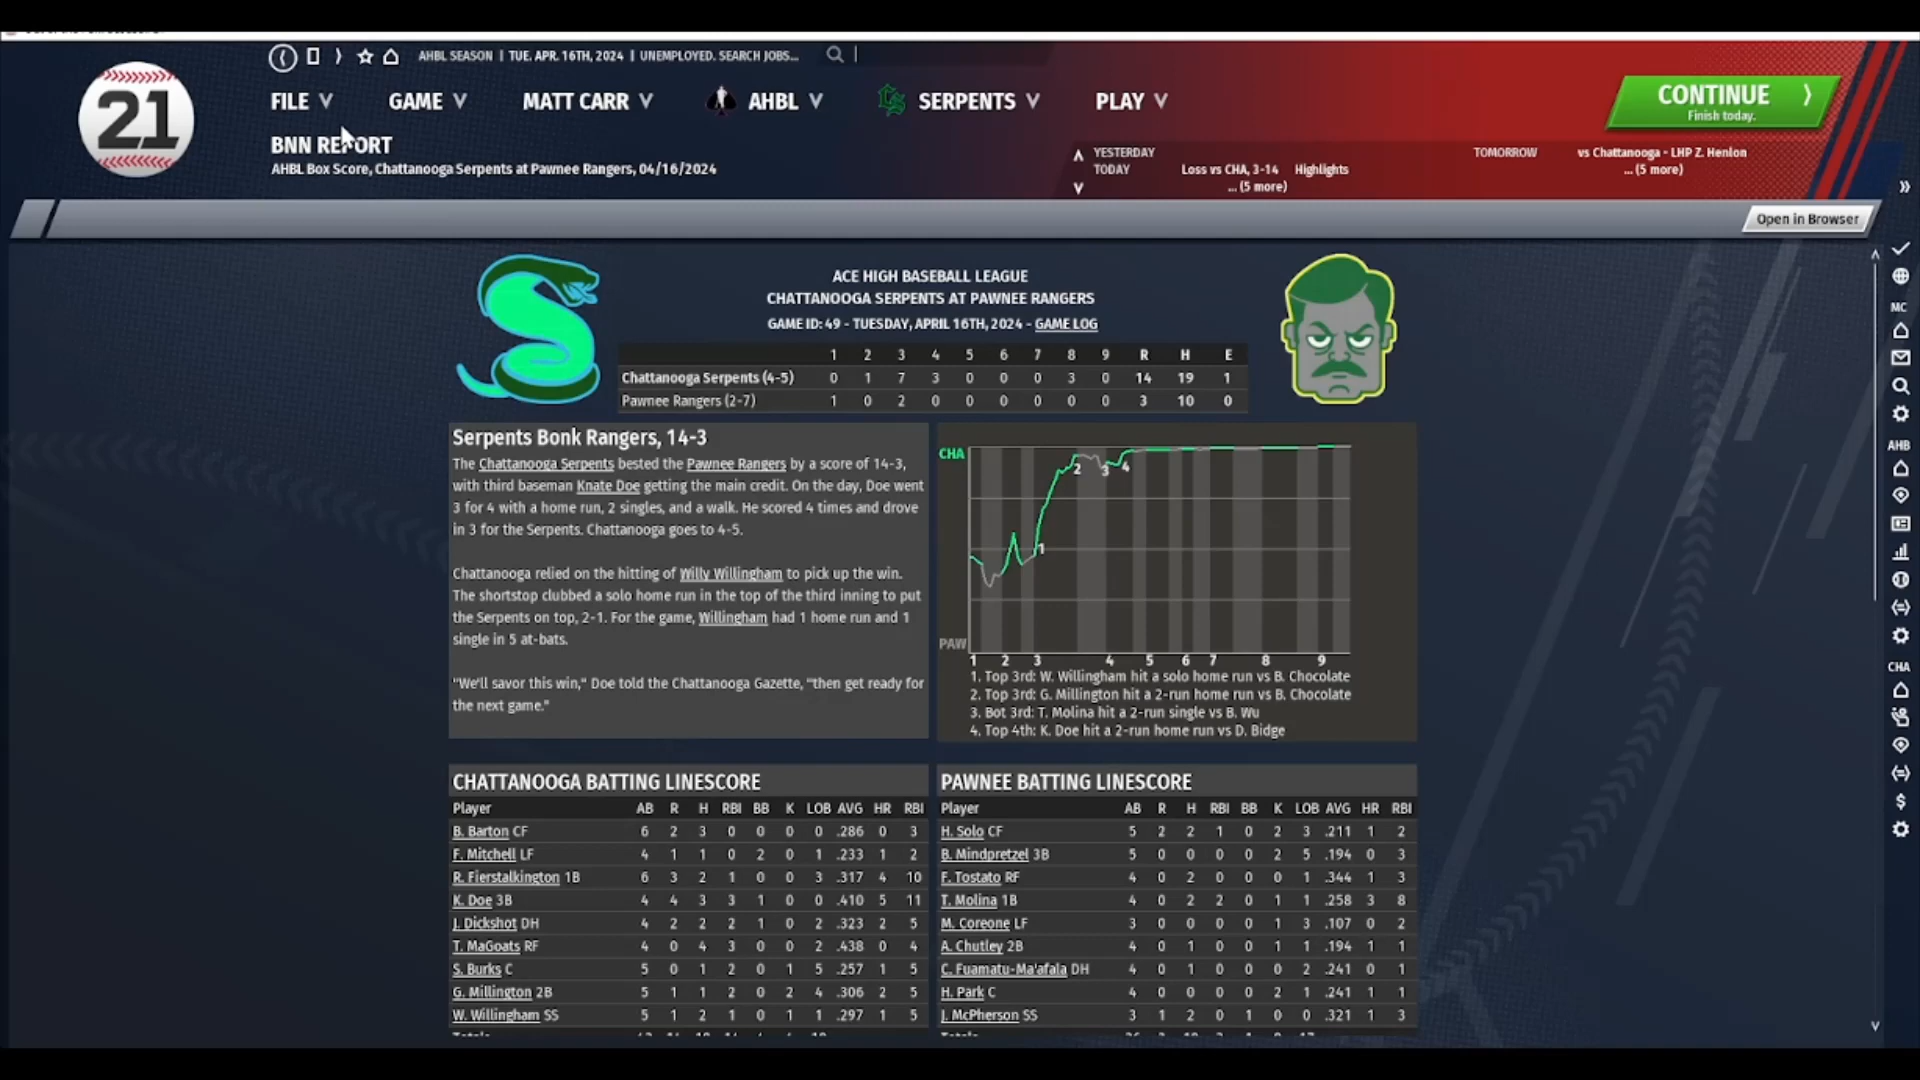 AHBL SEASON | TUE. APR. 16TH, 2024 | UNEMPLOYED. SEARCH JOBS...
21
FILE GAME MATT CARR AHBL SERPENTS PLAY
CONTINUE
Finish today.
BNN REPORT
AHBL Box Score, Chattanooga Serpents at Pawnee Rangers, 04/16/2024
YESTERDAY
TODAY Loss vs CHA, 3-14 Highlights
... (5 more)
TOMORROW vs Chattanooga - LHP Z. Henlon
... (5 more)
Open in Browser
ACE HIGH BASEBALL LEAGUE
CHATTANOOGA SERPENTS AT PAWNEE RANGERS
GAME ID: 49 - TUESDAY, APRIL 16TH, 2024 - GAME LOG
1 2 3 4 5 6 7 8 9 R H E
Chattanooga Serpents (4-5) 0 1 7 3 0 0 0 3 0 14 19 1
Pawnee Rangers (2-7) 1 0 2 0 0 0 0 0 0 3 10 0
Serpents Bonk Rangers, 14-3
The Chattanooga Serpents bested the Pawnee Rangers by a score of 14-3,
with third baseman Knate Doe getting the main credit. On the day, Doe went
3 for 4 with a home run, 2 singles, and a walk. He scored 4 times and drove
in 3 for the Serpents. Chattanooga goes to 4-5.
Chattanooga relied on the hitting of Willy Willingham to pick up the win.
The shortstop clubbed a solo home run in the top of the third inning to put
the Serpents on top, 2-1. For the game, Willingham had 1 home run and 1
single in 5 at-bats.
"We'll savor this win," Doe told the Chattanooga Gazette, "then get ready for
the next game."
CHA
2 3 4
1
PAW
1 2 3 4 5 6 7 8 9
1. Top 3rd: W. Willingham hit a solo home run vs B. Chocolate
2. Top 3rd: G. Millington hit a 2-run home run vs B. Chocolate
3. Bot 3rd: T. Molina hit a 2-run single vs B. Wu
4. Top 4th: K. Doe hit a 2-run home run vs D. Bidge
CHATTANOOGA BATTING LINESCORE
Player AB R H RBI BB K LOB AVG HR RBI
B. Barton CF 6 2 3 0 0 0 0 .286 0 3
F. Mitchell LF 4 1 1 0 2 0 1 .233 1 2
R. Fierstalkington 1B 6 3 2 1 0 0 3 .317 4 10
K. Doe 3B 4 4 3 3 1 0 0 .410 5 11
J. Dickshot DH 4 2 2 2 1 0 2 .323 2 5
T. MaGoats RF 4 0 4 3 0 0 2 .438 0 4
S. Burks C 5 0 1 2 0 1 5 .257 1 5
G. Millington 2B 5 1 1 2 0 2 4 .306 2 5
W. Willingham SS 5 1 2 1 0 1 1 .297 1 5
PAWNEE BATTING LINESCORE
Player AB R H RBI BB K LOB AVG HR RBI
H. Solo CF 5 2 2 1 0 2 3 .211 1 2
B. Mindpretzel 3B 5 0 0 0 0 2 5 .194 0 3
F. Tostato RF 4 0 2 0 0 0 1 .344 1 3
T. Molina 1B 4 0 2 2 0 1 1 .258 3 8
M. Coreone LF 3 0 0 0 0 1 3 .107 0 2
A. Chutley 2B 4 0 1 0 0 1 1 .194 1 1
C. Fuamatu-Ma'afala DH 4 0 1 0 0 0 2 .241 0 1
H. Park C 4 0 0 0 0 2 1 .241 1 1
J. McPherson SS 3 1 2 0 1 0 0 .321 1 3
MC
AHB
CHA